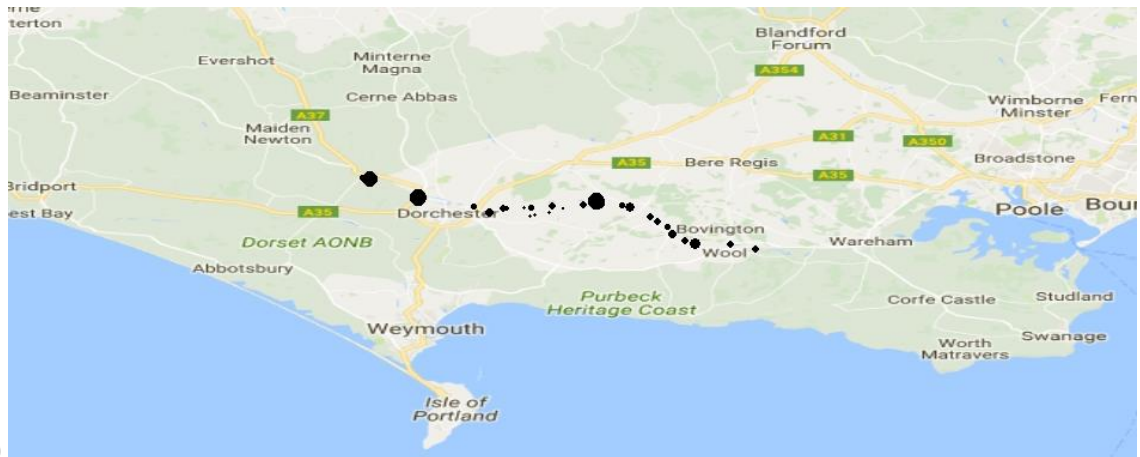 ne
terton
Evershot
Minterne
Magna
Blandford
Forum
A354
Beaminster
Cerne Abbas
A37
Maiden
Newton
Wimborne
Minster
Fern
A31
A350
Broadstone
Bridport
A35
Bere Regis
A35
est Bay
A35
Dorchester
Poole
Bour
Dorset AONB
Bovington
Wool
Wareham
Abbotsbury
Purbeck
Heritage Coast
Corfe Castle
Studland
Weymouth
Swanage
Worth
Matravers
Isle of
Portland